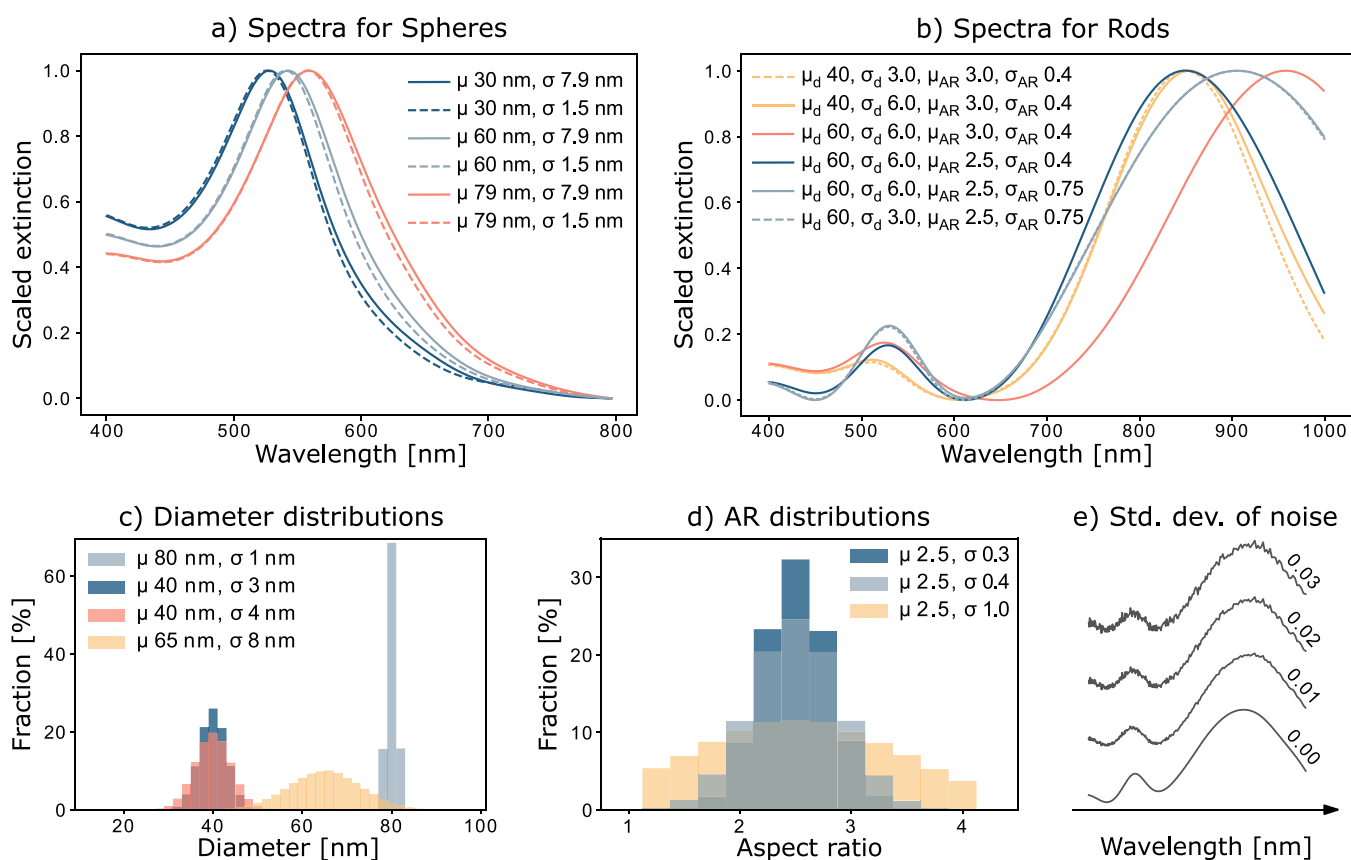 a) Spectra for Spheres
Scaled extinction
1.0
0.8
0.6
0.4
0.2
0.0
μ 30 nm, σ 7.9 nm
μ 30 nm, σ 1.5 nm
μ 60 nm, σ 7.9 nm
μ 60 nm, σ 1.5 nm
μ 79 nm, σ 7.9 nm
μ 79 nm, σ 1.5 nm
400 500 600 700 800
Wavelength [nm]
b) Spectra for Rods
Scaled extinction
1.0
0.8
0.6
0.4
0.2
0.0
μd 40, σd 3.0, μAR 3.0, σAR 0.4
μd 40, σd 6.0, μAR 3.0, σAR 0.4
μd 60, σd 6.0, μAR 3.0, σAR 0.4
μd 60, σd 6.0, μAR 2.5, σAR 0.4
μd 60, σd 6.0, μAR 2.5, σAR 0.75
μd 60, σd 3.0, μAR 2.5, σAR 0.75
400 500 600 700 800 900 1000
Wavelength [nm]
c) Diameter distributions
Fraction [%]
60
40
20
0
μ 80 nm, σ 1 nm
μ 40 nm, σ 3 nm
μ 40 nm, σ 4 nm
μ 65 nm, σ 8 nm
20 40 60 80 100
Diameter [nm]
d) AR distributions
Fraction [%]
30
20
10
0
μ 2.5, σ 0.3
μ 2.5, σ 0.4
μ 2.5, σ 1.0
1 2 3 4
Aspect ratio
e) Std. dev. of noise
0.03
0.02
0.01
0.00
Wavelength [nm]